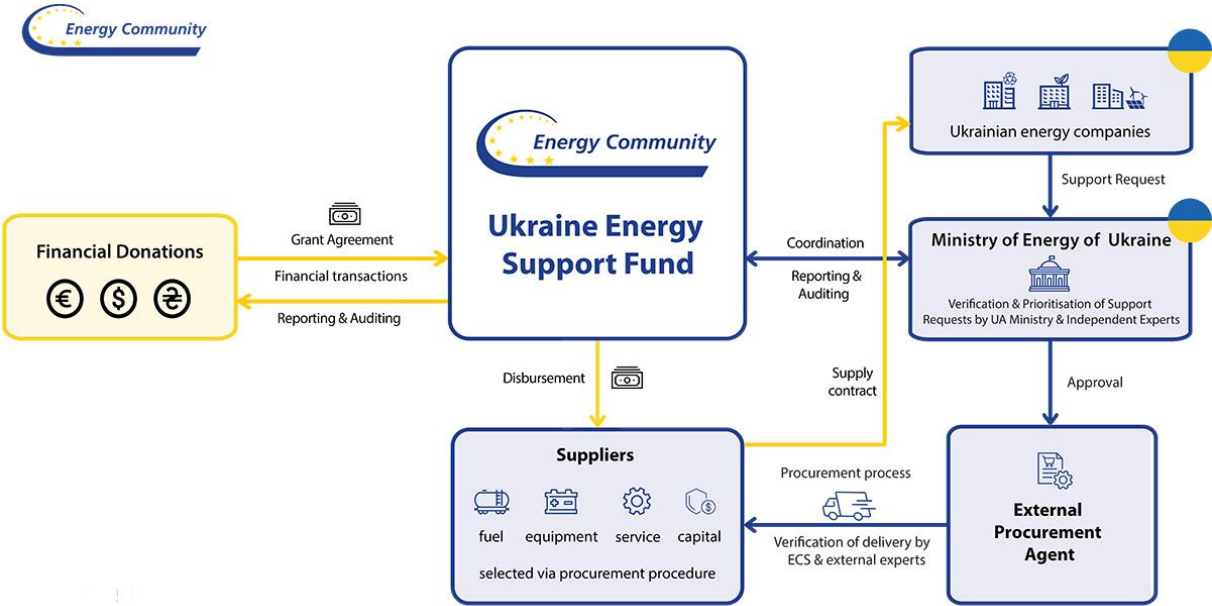 Energy Community
Energy Community
Ukraine Energy
Support Fund
Financial Donations
€ $ ₴
Grant Agreement
Financial transactions
Reporting & Auditing
Coordination
Reporting &
Auditing
Ukrainian energy companies
Support Request
Ministry of Energy of Ukraine
Verification & Prioritisation of Support
Requests by UA Ministry & Independent Experts
Approval
Disbursement
Supply
contract
Suppliers
fuel equipment service capital
selected via procurement procedure
Procurement process
Verification of delivery by
ECS & external experts
External
Procurement
Agent